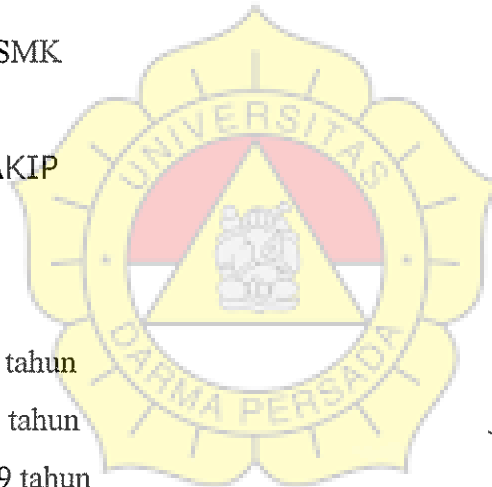 SMK
UNIVERSITAS
AKIP
tahun
DARMA PERSADA
tahun
9 tahun